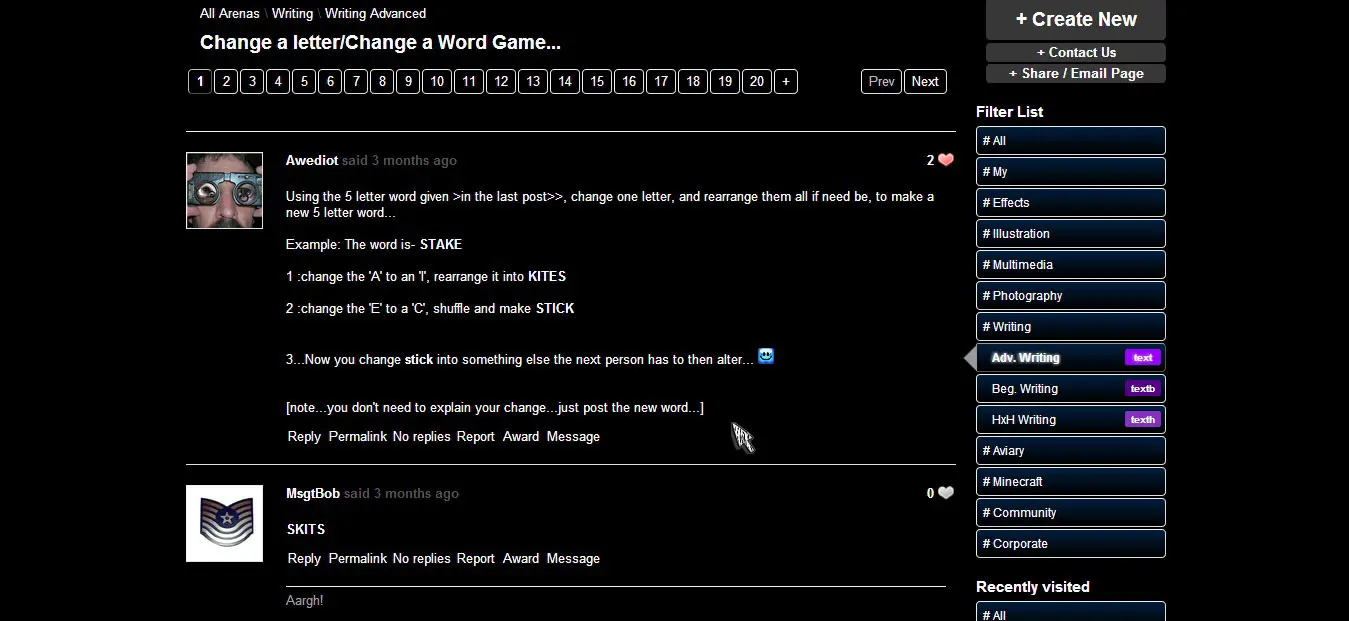 All Arenas \ Writing \ Writing Advanced
Change a letter/Change a Word Game...
1 2 3 4 5 6 7 8 9 10 11 12 13 14 15 16 17 18 19 20 + Prev Next
Awediot said 3 months ago 2
Using the 5 letter word given >in the last post>>, change one letter, and rearrange them all if need be, to make a
new 5 letter word...
Example: The word is- STAKE
1 :change the 'A' to an 'I', rearrange it into KITES
2 :change the 'E' to a 'C', shuffle and make STICK
3...Now you change stick into something else the next person has to then alter...
[note...you don't need to explain your change...just post the new word...]
Reply Permalink No replies Report Award Message
MsgtBob said 3 months ago 0
SKITS
Reply Permalink No replies Report Award Message
Aargh!
+ Create New
+ Contact Us
+ Share / Email Page
Filter List
# All
# My
# Effects
# Illustration
# Multimedia
# Photography
# Writing
Adv. Writing text
Beg. Writing textb
HxH Writing texth
# Aviary
# Minecraft
# Community
# Corporate
Recently visited
# All